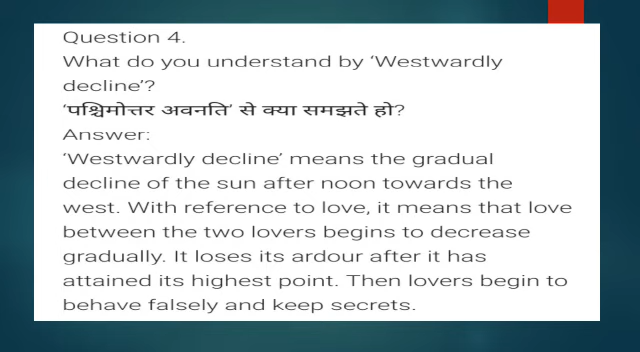 Question 4.
What do you understand by ‘Westwardly
decline’?
‘पश्चिमोत्तर अवनति’ से क्या समझते हो?
Answer:
‘Westwardly decline’ means the gradual
decline of the sun after noon towards the
west. With reference to love, it means that love
between the two lovers begins to decrease
gradually. It loses its ardour after it has
attained its highest point. Then lovers begin to
behave falsely and keep secrets.